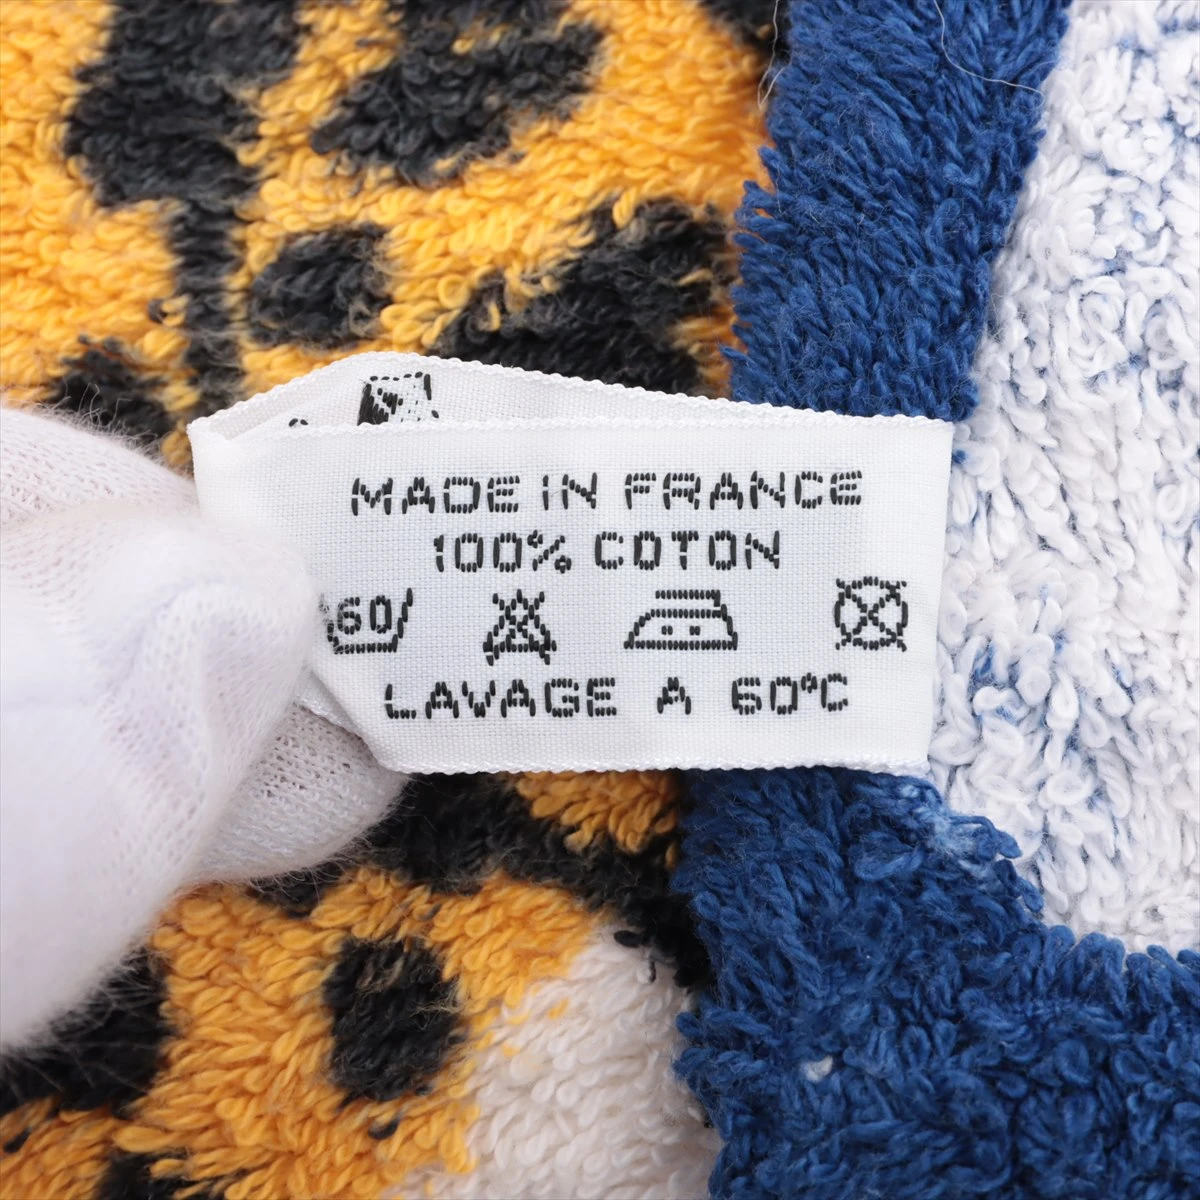 MADE IN FRANCE
100% COTON
60
LAVAGE A 60°C